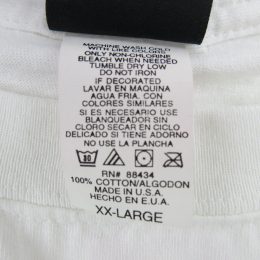 MACHINE WASH COLD
WITH LIKE COLORS.
ONLY NON-CHLORINE
BLEACH WHEN NEEDED
TUMBLE DRY LOW
DO NOT IRON
IF DECORATED
LAVAR EN MAQUINA
AGUA FRIA. CON
COLORES SIMILARES
SI ES NECESARIO USE
BLANQUEADOR SIN
CLORO SECAR EN CICLO
DELICADO SI TIENE ADORNO
NO USE LA PLANCHA
RN# 88434
100% COTTON/ALGODON
MADE IN U.S.A.
HECHO EN E.U.A.
XX-LARGE